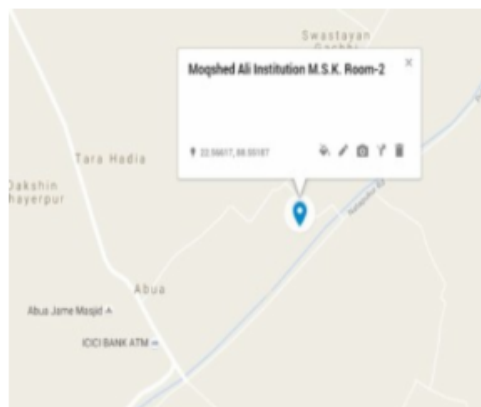 Swastayan
Moqshed Ali Institution M.S.K. Room-2
Tara Hadia
Dakshin
hayerpur
Abua
Abua Jame Masjid
ICICI BANK ATM